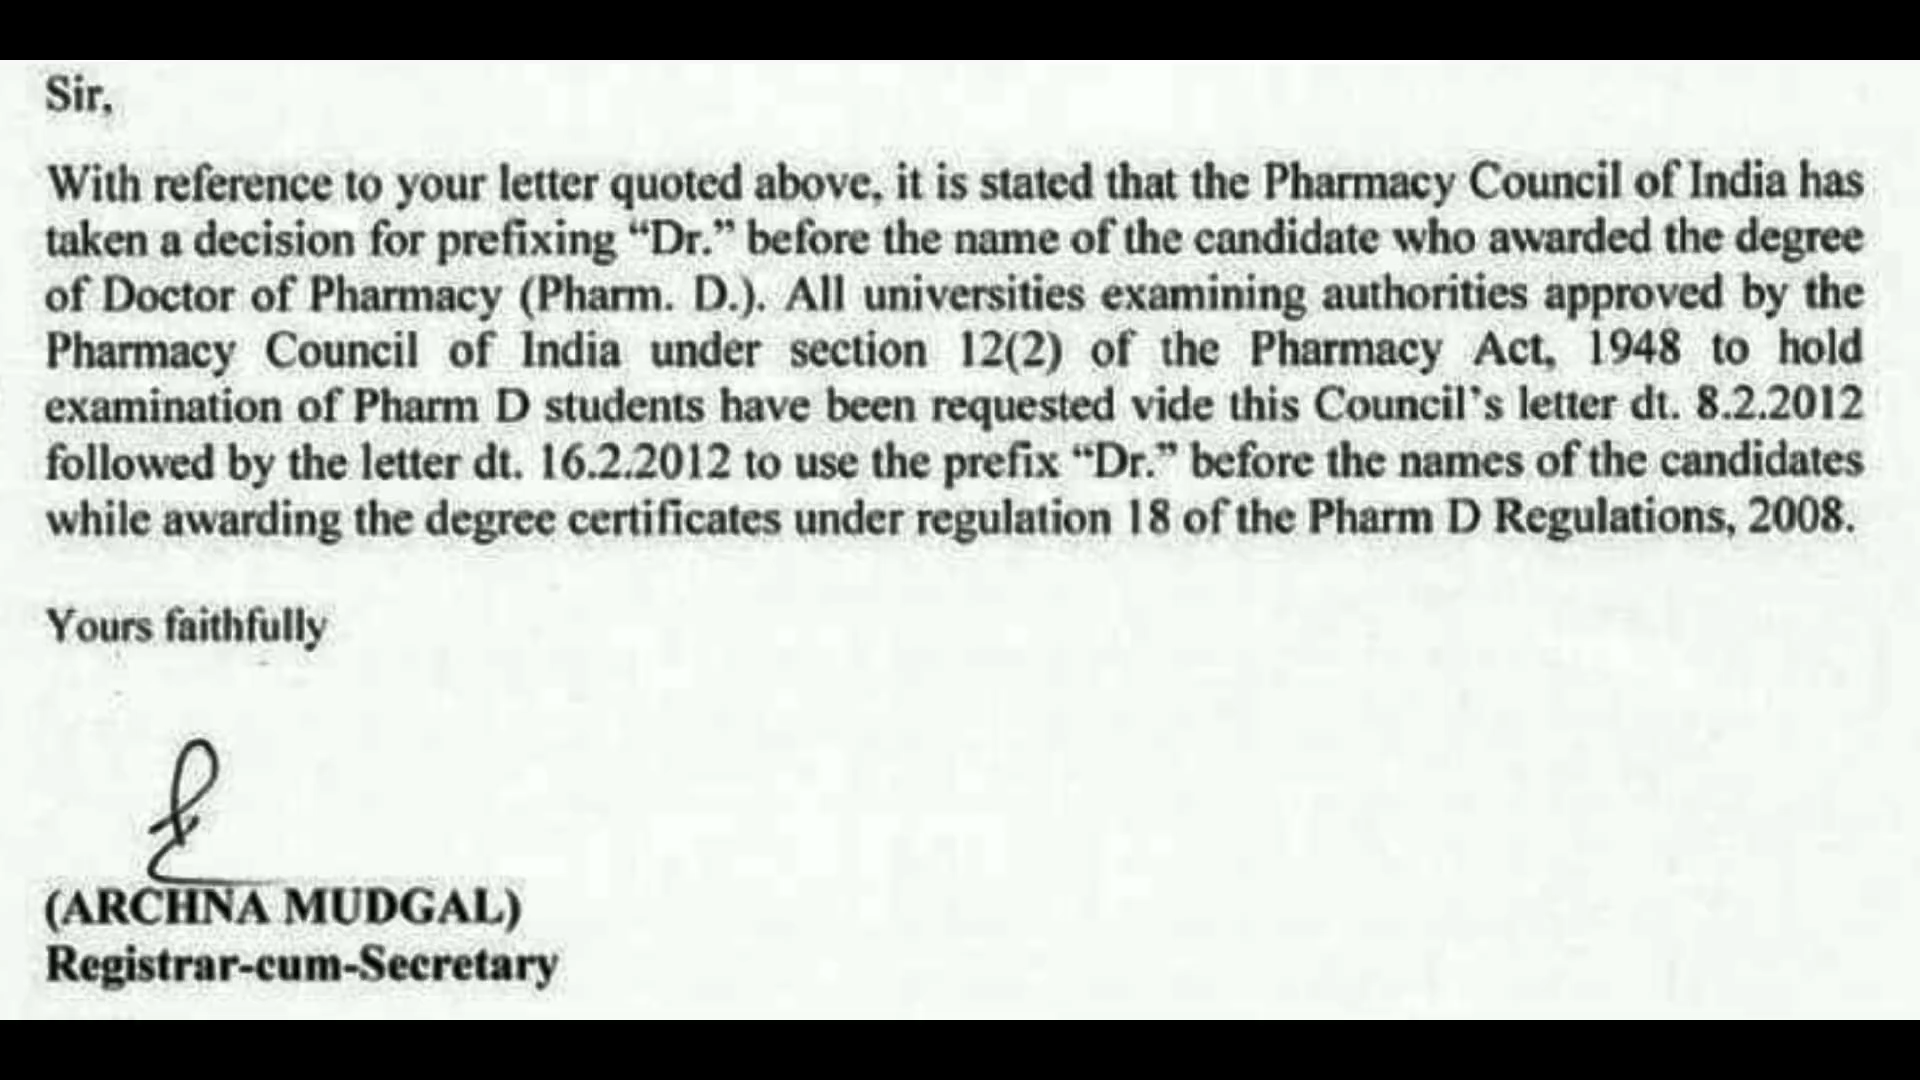 Sir,
With reference to your letter quoted above, it is stated that the Pharmacy Council of India has
taken a decision for prefixing “Dr.” before the name of the candidate who awarded the degree
of Doctor of Pharmacy (Pharm. D.). All universities examining authorities approved by the
Pharmacy Council of India under section 12(2) of the Pharmacy Act, 1948 to hold
examination of Pharm D students have been requested vide this Council's letter dt. 8.2.2012
followed by the letter dt. 16.2.2012 to use the prefix “Dr.” before the names of the candidates
while awarding the degree certificates under regulation 18 of the Pharm D Regulations, 2008.
Yours faithfully
(ARCHNA MUDGAL)
Registrar-cum-Secretary